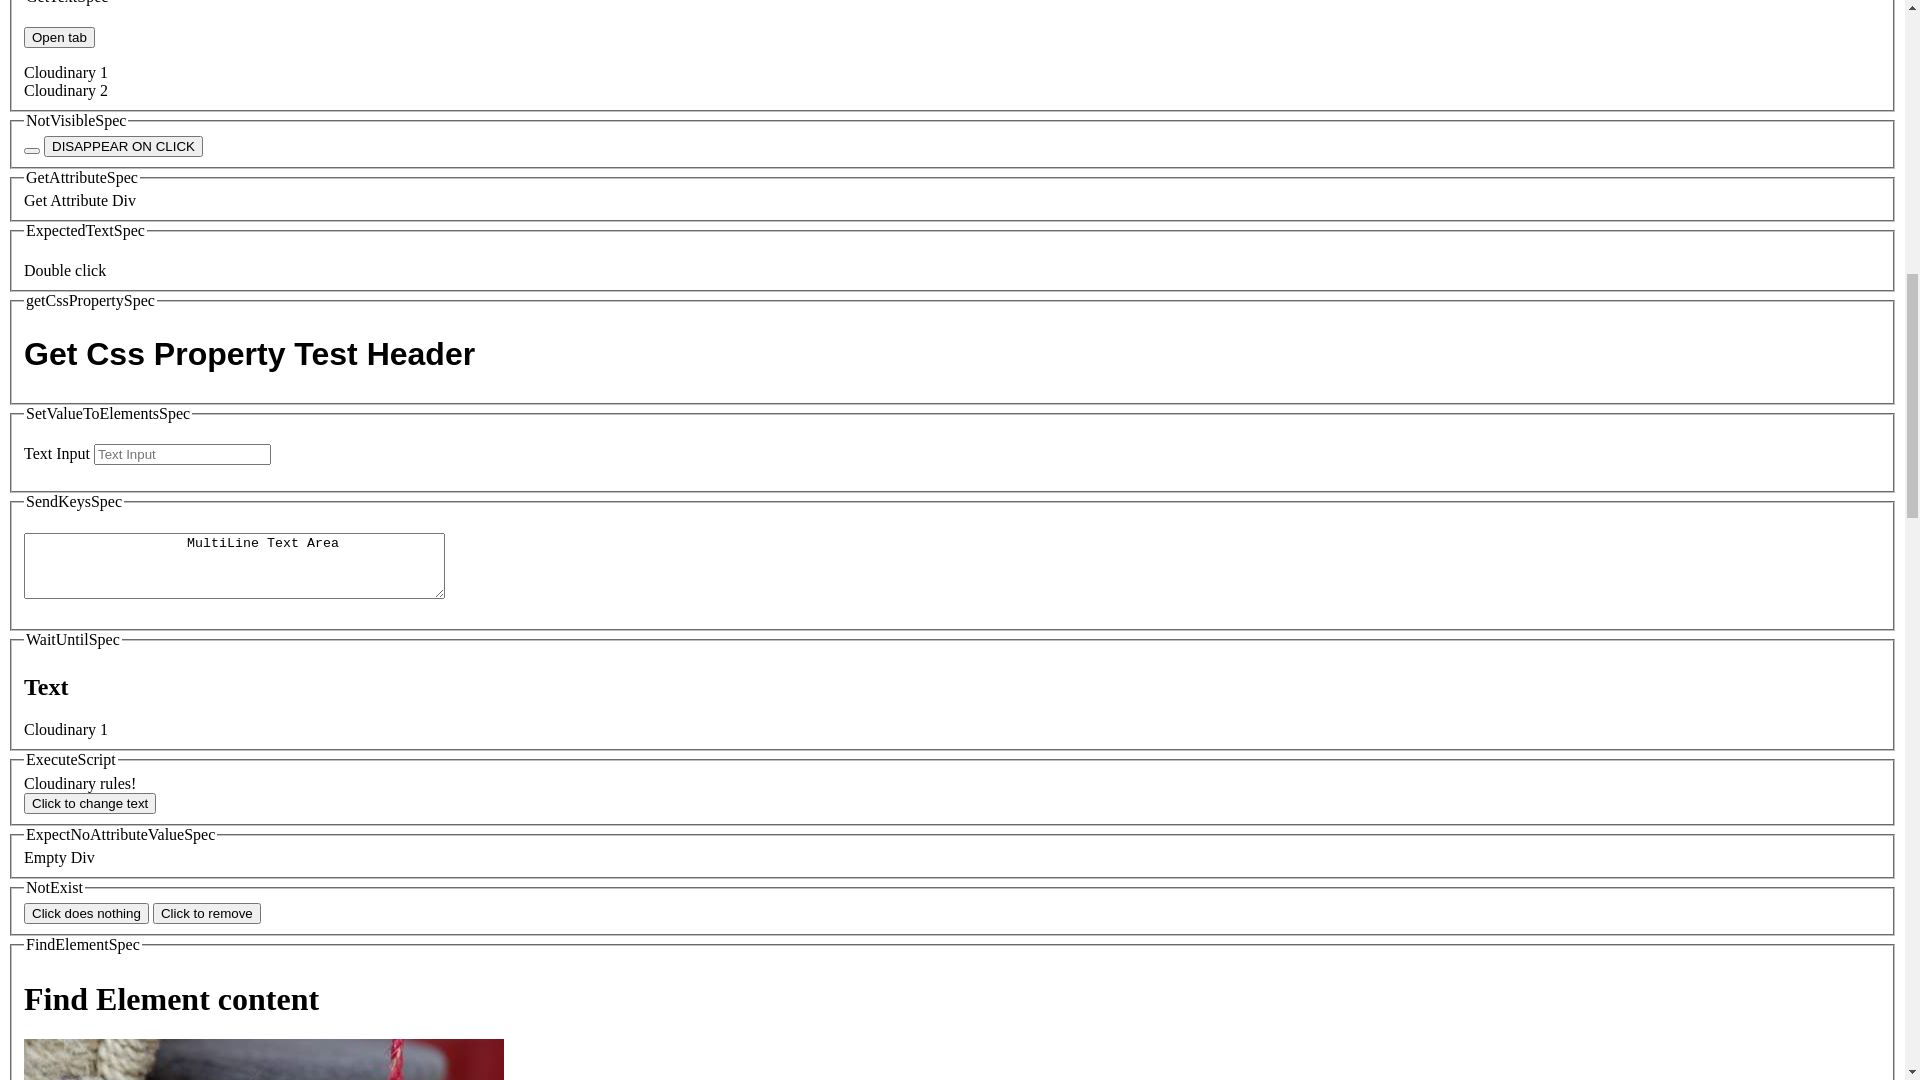 GetTextSpec
Open tab
Cloudinary 1
Cloudinary 2
NotVisibleSpec
DISAPPEAR ON CLICK
GetAttributeSpec
Get Attribute Div
ExpectedTextSpec
Double click
getCssPropertySpec
Get Css Property Test Header
SetValueToElementsSpec
Text Input Text Input
SendKeysSpec
MultiLine Text Area
WaitUntilSpec
Text
Cloudinary 1
ExecuteScript
Cloudinary rules!
Click to change text
ExpectNoAttributeValueSpec
Empty Div
NotExist
Click does nothing Click to remove
FindElementSpec
Find Element content